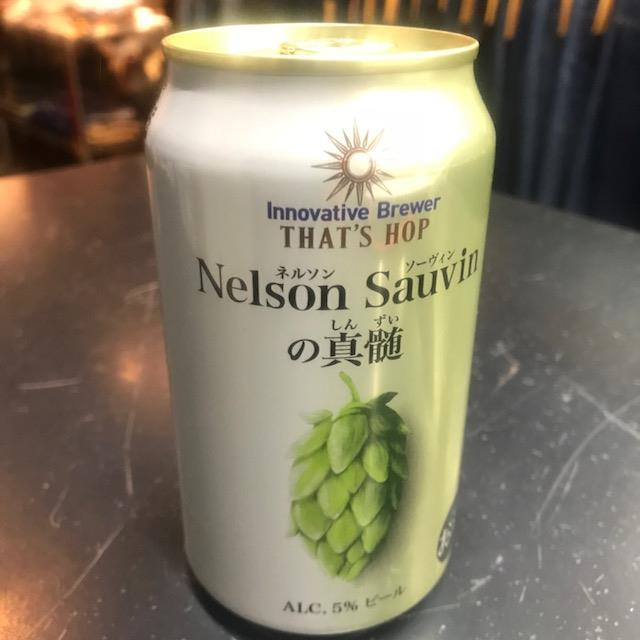 Innovative Brewer
THAT'S HOP
ネルソン ソーヴィン
Nelson Sauvin
しん ずい
の真髄
ALC. 5% ビール